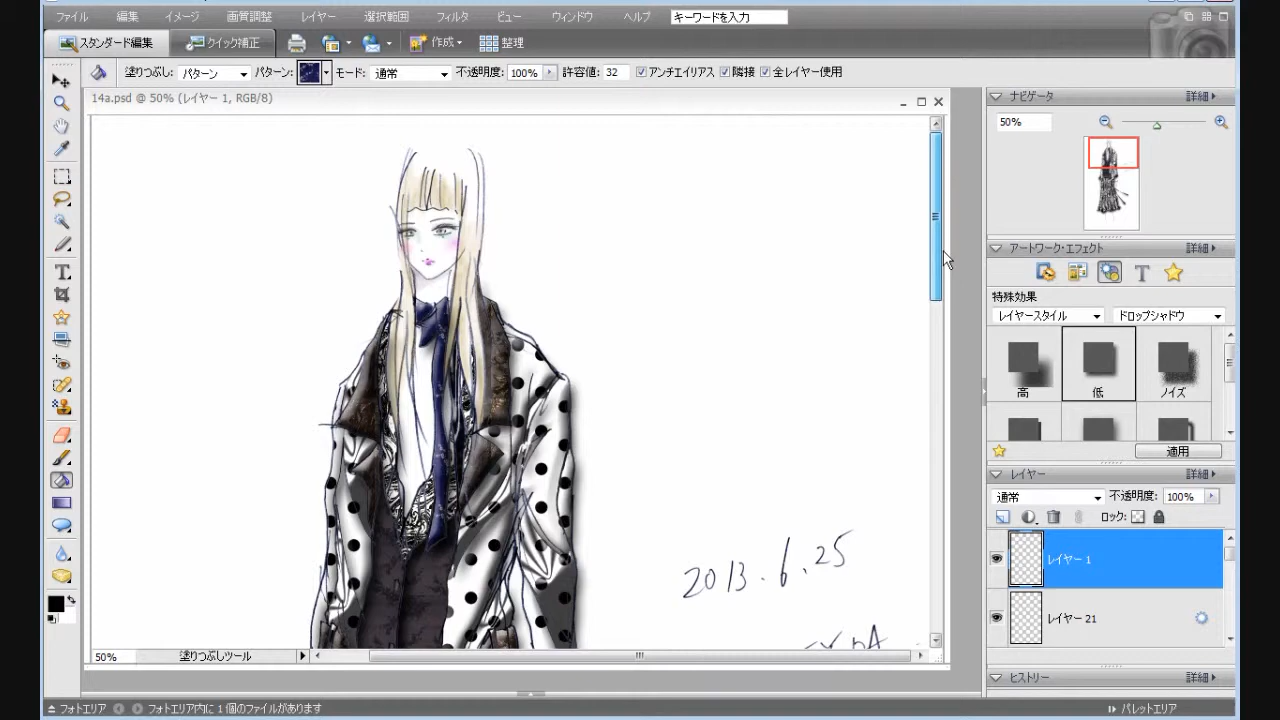 ファイル 編集 イメージ 画質調整 レイヤー 選択範囲 フィルタ ビュー ウィンドウ ヘルプ キーワードを入力
スタンダード編集 クイック補正 作成 整理
塗りつぶし: パターン パターン: モード: 通常 不透明度: 100% 許容値: 32 アンチエイリアス 隣接 全レイヤー使用
14a.psd @ 50% (レイヤー 1, RGB/8)
2013.6.25
50% 塗りつぶしツール
ナビゲータ 詳細
50%
アートワーク・エフェクト 詳細
特殊効果
レイヤースタイル ドロップシャドウ
高 低 ノイズ
適用
レイヤー 詳細
通常 不透明度: 100%
ロック:
レイヤー 1
レイヤー 21
ヒストリー 詳細
フォトエリア フォトエリア内に 1 個のファイルがあります パレットエリア